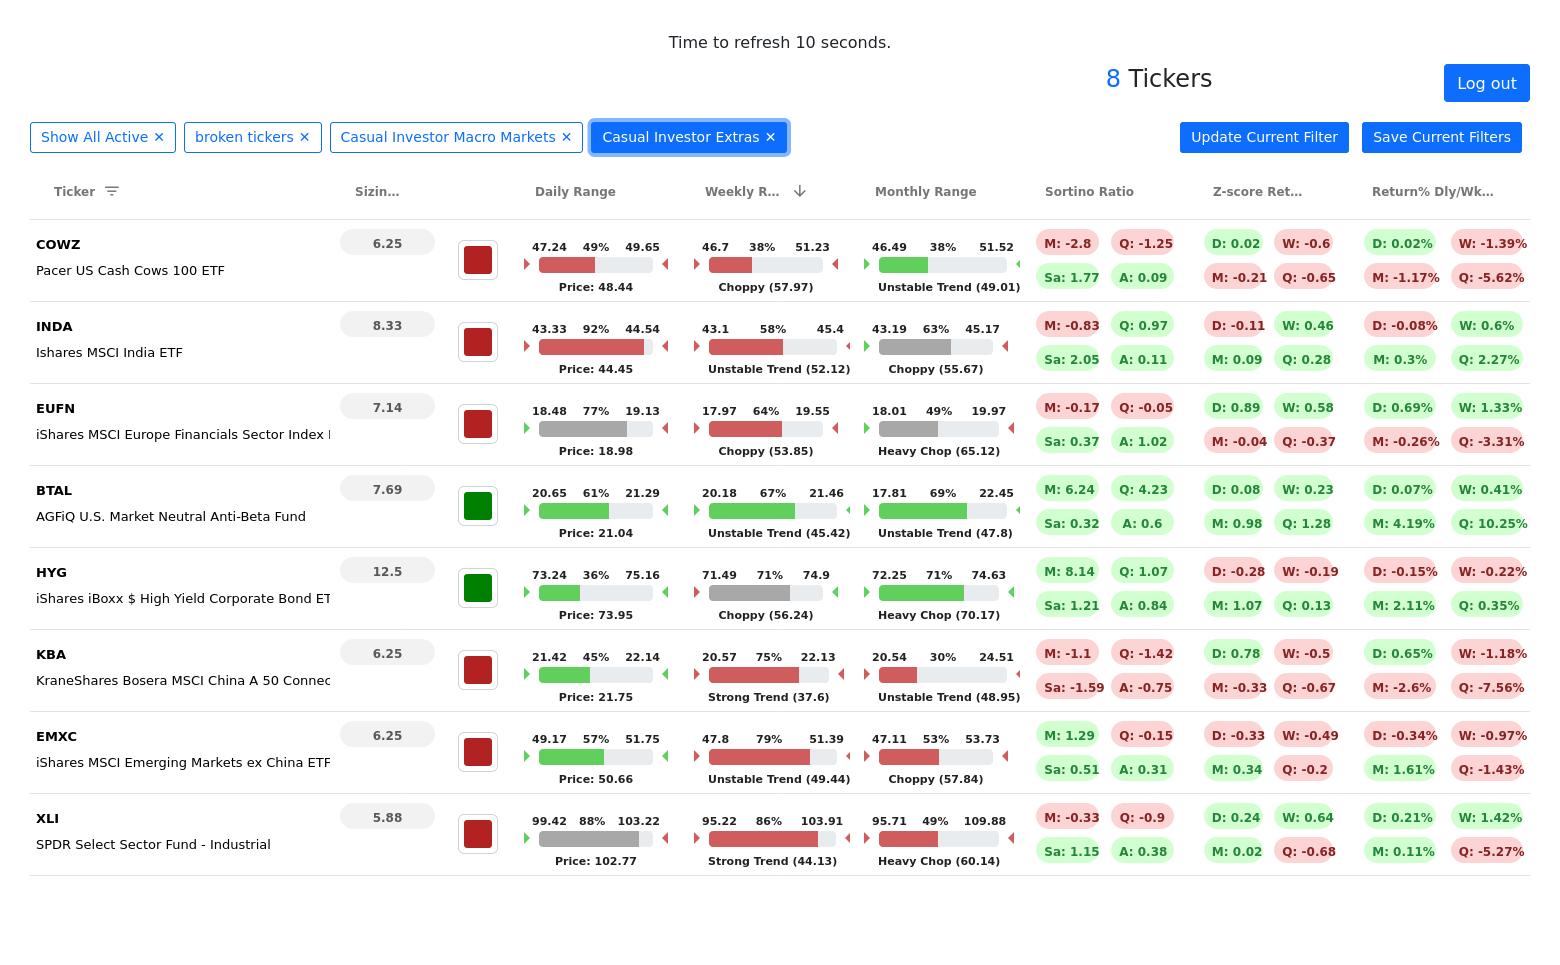 Time to refresh 10 seconds.
8 Tickers
Log out
Show All Active ✕ broken tickers ✕ Casual Investor Macro Markets ✕ Casual Investor Extras ✕ Update Current Filter Save Current Filters
Ticker Sizin… Daily Range Weekly R… Monthly Range Sortino Ratio Z-score Ret… Return% Dly/Wk…
COWZ 6.25 47.24 49% 49.65 46.7 38% 51.23 46.49 38% 51.52 M: -2.8 Q: -1.25 D: 0.02 W: -0.6 D: 0.02% W: -1.39%
Pacer US Cash Cows 100 ETF Sa: 1.77 A: 0.09 M: -0.21 Q: -0.65 M: -1.17% Q: -5.62%
Price: 48.44 Choppy (57.97) Unstable Trend (49.01)
INDA 8.33 43.33 92% 44.54 43.1 58% 45.4 43.19 63% 45.17 M: -0.83 Q: 0.97 D: -0.11 W: 0.46 D: -0.08% W: 0.6%
Ishares MSCI India ETF Sa: 2.05 A: 0.11 M: 0.09 Q: 0.28 M: 0.3% Q: 2.27%
Price: 44.45 Unstable Trend (52.12) Choppy (55.67)
EUFN 7.14 18.48 77% 19.13 17.97 64% 19.55 18.01 49% 19.97 M: -0.17 Q: -0.05 D: 0.89 W: 0.58 D: 0.69% W: 1.33%
iShares MSCI Europe Financials Sector Index Sa: 0.37 A: 1.02 M: -0.04 Q: -0.37 M: -0.26% Q: -3.31%
Price: 18.98 Choppy (53.85) Heavy Chop (65.12)
BTAL 7.69 20.65 61% 21.29 20.18 67% 21.46 17.81 69% 22.45 M: 6.24 Q: 4.23 D: 0.08 W: 0.23 D: 0.07% W: 0.41%
AGFiQ U.S. Market Neutral Anti-Beta Fund Sa: 0.32 A: 0.6 M: 0.98 Q: 1.28 M: 4.19% Q: 10.25%
Price: 21.04 Unstable Trend (45.42) Unstable Trend (47.8)
HYG 12.5 73.24 36% 75.16 71.49 71% 74.9 72.25 71% 74.63 M: 8.14 Q: 1.07 D: -0.28 W: -0.19 D: -0.15% W: -0.22%
iShares iBoxx $ High Yield Corporate Bond ET Sa: 1.21 A: 0.84 M: 1.07 Q: 0.13 M: 2.11% Q: 0.35%
Price: 73.95 Choppy (56.24) Heavy Chop (70.17)
KBA 6.25 21.42 45% 22.14 20.57 75% 22.13 20.54 30% 24.51 M: -1.1 Q: -1.42 D: 0.78 W: -0.5 D: 0.65% W: -1.18%
KraneShares Bosera MSCI China A 50 Connec Sa: -1.59 A: -0.75 M: -0.33 Q: -0.67 M: -2.6% Q: -7.56%
Price: 21.75 Strong Trend (37.6) Unstable Trend (48.95)
EMXC 6.25 49.17 57% 51.75 47.8 79% 51.39 47.11 53% 53.73 M: 1.29 Q: -0.15 D: -0.33 W: -0.49 D: -0.34% W: -0.97%
iShares MSCI Emerging Markets ex China ETF Sa: 0.51 A: 0.31 M: 0.34 Q: -0.2 M: 1.61% Q: -1.43%
Price: 50.66 Unstable Trend (49.44) Choppy (57.84)
XLI 5.88 99.42 88% 103.22 95.22 86% 103.91 95.71 49% 109.88 M: -0.33 Q: -0.9 D: 0.24 W: 0.64 D: 0.21% W: 1.42%
SPDR Select Sector Fund - Industrial Sa: 1.15 A: 0.38 M: 0.02 Q: -0.68 M: 0.11% Q: -5.27%
Price: 102.77 Strong Trend (44.13) Heavy Chop (60.14)